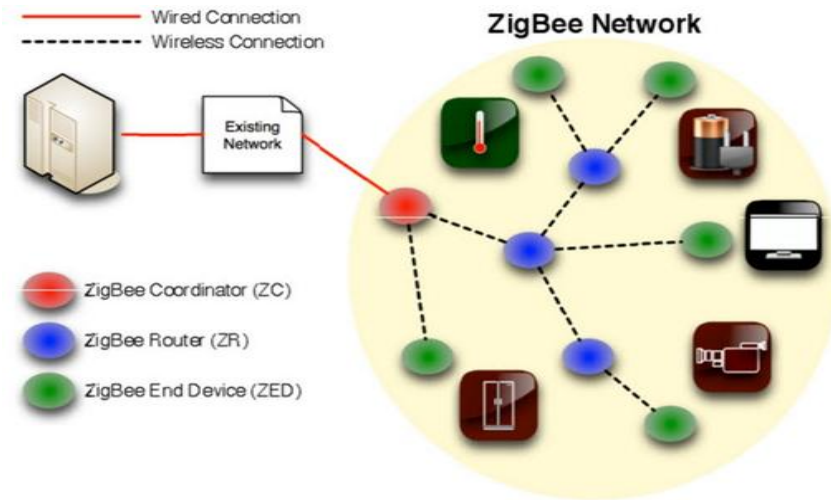 Wired Connection
Wireless Connection
ZigBee Network
Existing
Network
ZigBee Coordinator (ZC)
ZigBee Router (ZR)
ZigBee End Device (ZED)